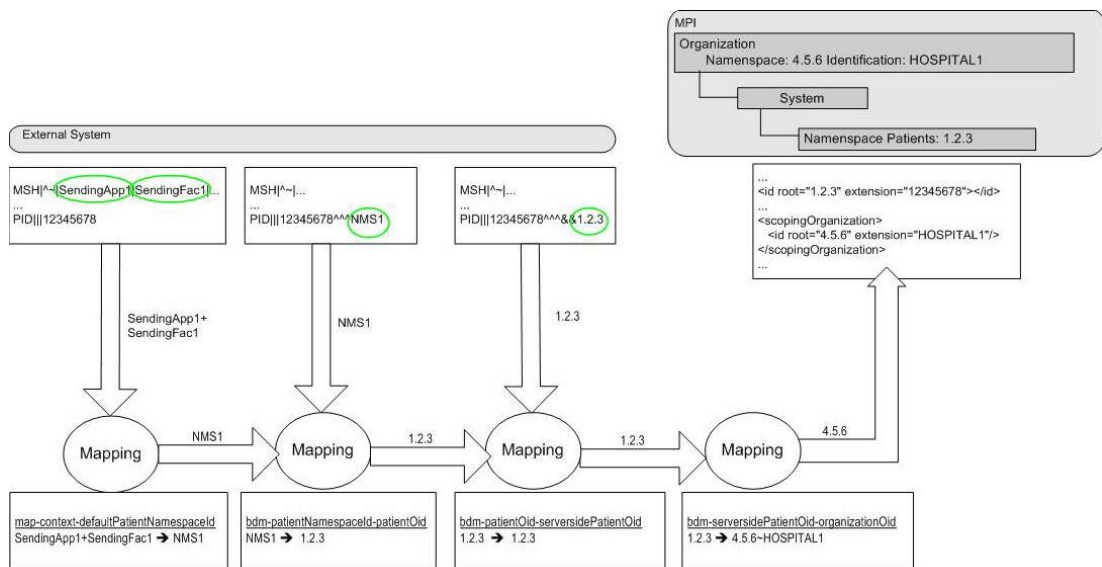 MPI
Organization
Namenspace: 4.5.6 Identification: HOSPITAL1
System
Namenspace Patients: 1.2.3
External System
MSH|^~|SendingApp1|SendingFac1|...
...
PID|||12345678
MSH|^~|...
...
PID|||12345678^^^NMS1
MSH|^~|...
...
PID|||12345678^^^&&1.2.3
...
<id root="1.2.3" extension="12345678"></id>
...
<scopingOrganization>
<id root="4.5.6" extension="HOSPITAL1"/>
</scopingOrganization>
...
SendingApp1+
SendingFac1
NMS1
1.2.3
Mapping
NMS1
Mapping
1.2.3
Mapping
1.2.3
Mapping
4.5.6
map-context-defaultPatientNamespaceId
SendingApp1+SendingFac1 ➔ NMS1
bdm-patientNamespaceId-patientOid
NMS1 ➔ 1.2.3
bdm-patientOid-serversidePatientOid
1.2.3 ➔ 1.2.3
bdm-serversidePatientOid-organizationOid
1.2.3 ➔ 4.5.6~HOSPITAL1